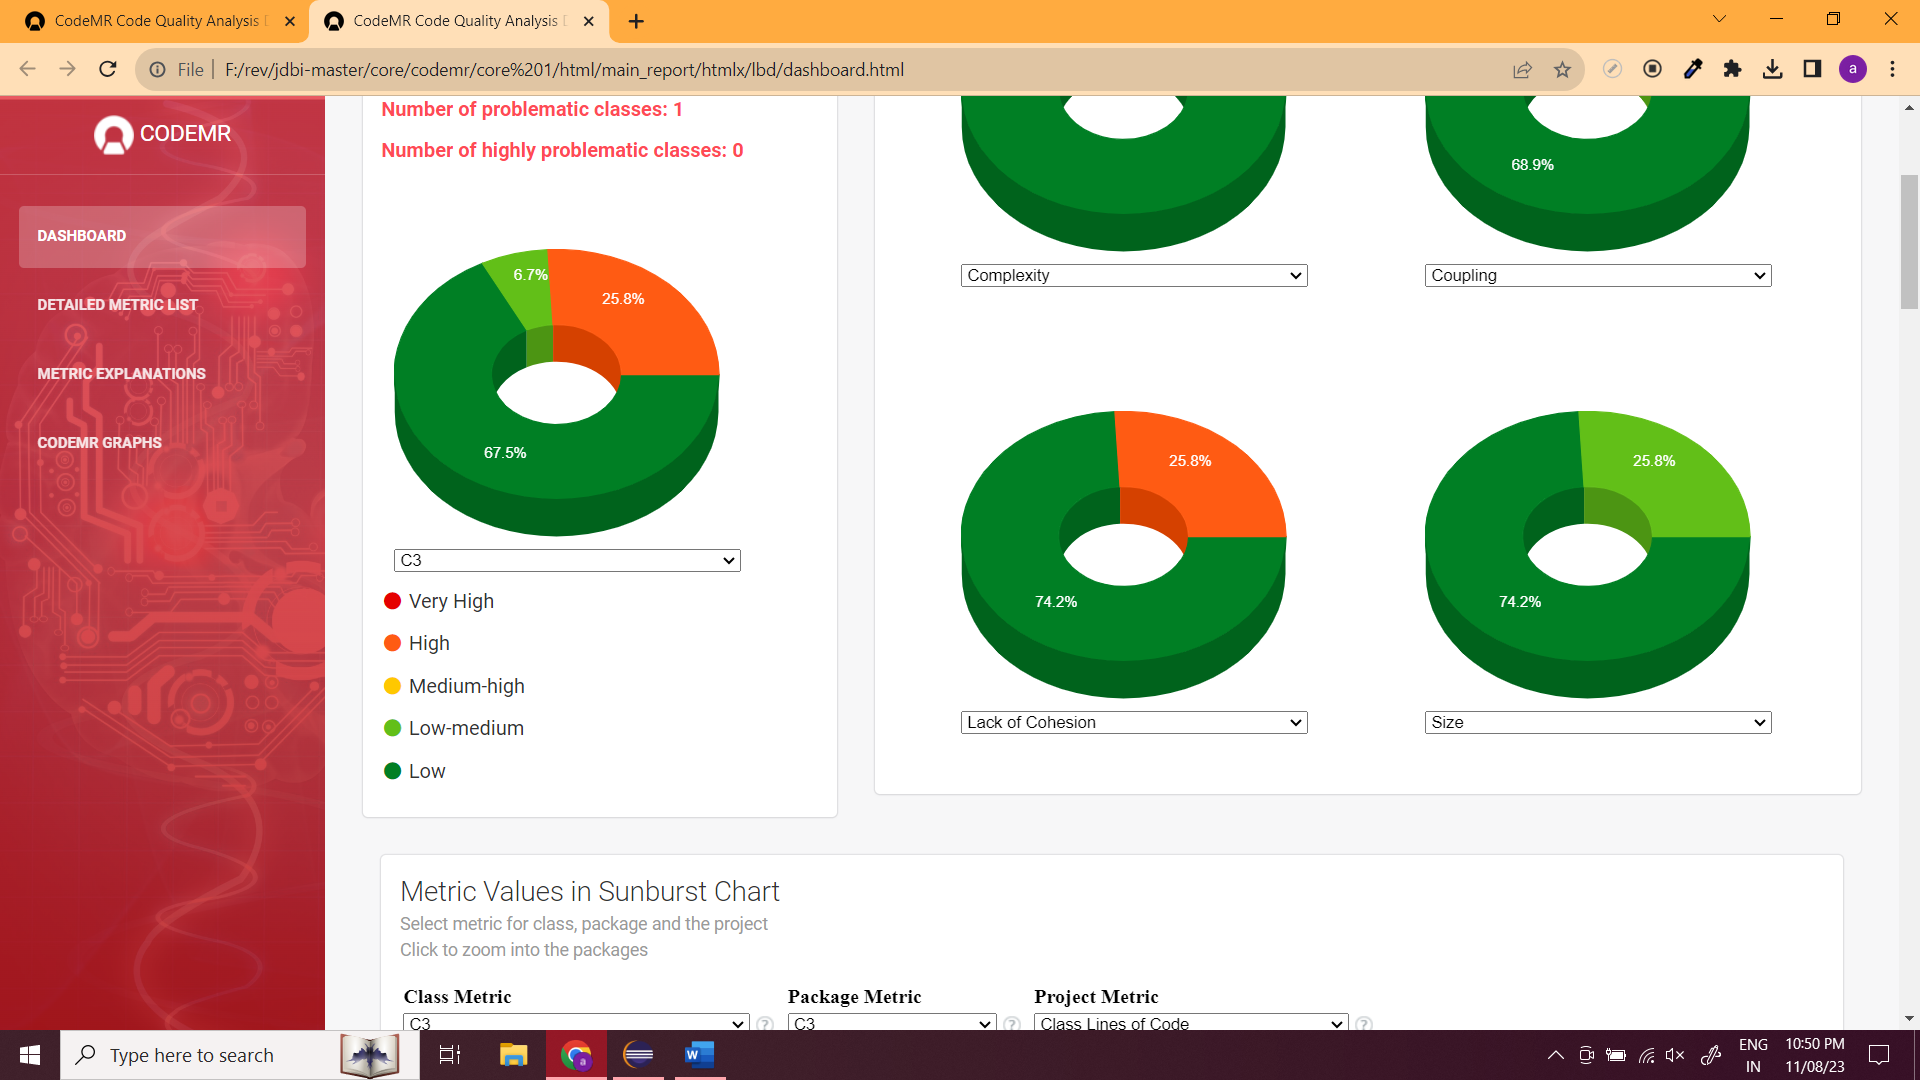 CodeMR Code Quality Analysis
CodeMR Code Quality Analysis
File
F:/rev/jdbi-master/core/codemr/core%201/html/main_report/htmlx/lbd/dashboard.html
a
CODEMR
DASHBOARD
DETAILED METRIC LIST
METRIC EXPLANATIONS
CODEMR GRAPHS
Number of problematic classes: 1
Number of highly problematic classes: 0
6.7%
25.8%
67.5%
C3
Very High
High
Medium-high
Low-medium
Low
68.9%
Complexity
Coupling
25.8%
74.2%
25.8%
74.2%
Lack of Cohesion
Size
Metric Values in Sunburst Chart
Select metric for class, package and the project
Click to zoom into the packages
Class Metric
Package Metric
Project Metric
C3
?
C3
?
Class Lines of Code
?
Type here to search
a
W
ENG
IN
10:50 PM
11/08/23